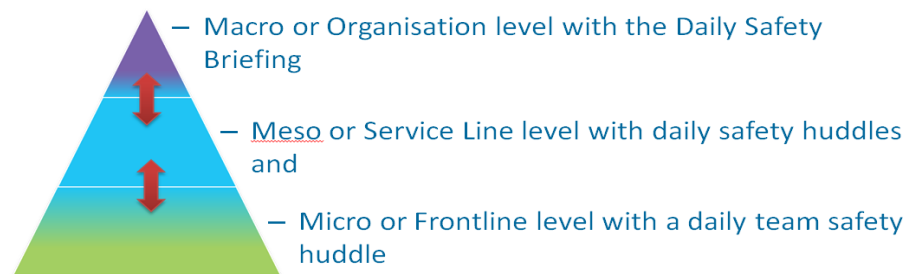 – Macro or Organisation level with the Daily Safety
Briefing
– Meso or Service Line level with daily safety huddles
and
– Micro or Frontline level with a daily team safety
huddle